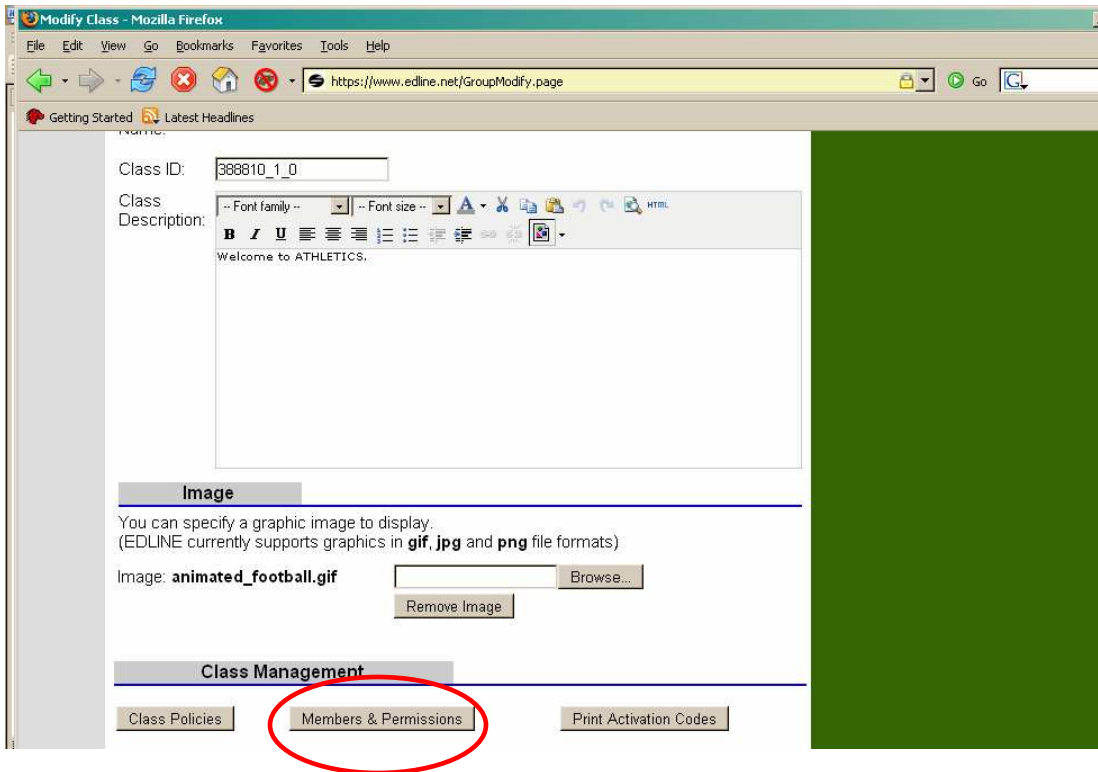 Modify Class - Mozilla Firefox
File Edit View Go Bookmarks Favorites Tools Help
https://www.edline.net/GroupModify.page Go
Getting Started Latest Headlines
Name:
Class ID: 388810_1_0
Class Description:
-- Font family -- -- Font size -- A HTML
B I U
Welcome to ATHLETICS.
Image
You can specify a graphic image to display.
(EDLINE currently supports graphics in gif, jpg and png file formats)
Image: animated_football.gif Browse...
Remove Image
Class Management
Class Policies Members & Permissions Print Activation Codes